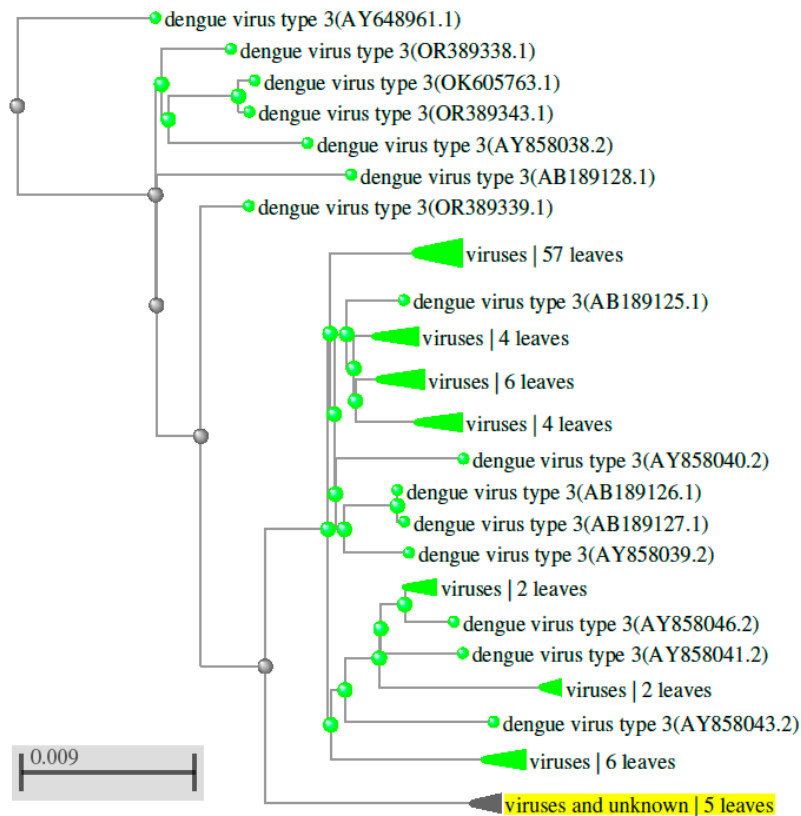 dengue virus type 3(AY648961.1)
dengue virus type 3(OR389338.1)
dengue virus type 3(OK605763.1)
dengue virus type 3(OR389343.1)
dengue virus type 3(AY858038.2)
dengue virus type 3(AB189128.1)
dengue virus type 3(OR389339.1)
viruses | 57 leaves
dengue virus type 3(AB189125.1)
viruses | 4 leaves
viruses | 6 leaves
viruses | 4 leaves
dengue virus type 3(AY858040.2)
dengue virus type 3(AB189126.1)
dengue virus type 3(AB189127.1)
dengue virus type 3(AY858039.2)
viruses | 2 leaves
dengue virus type 3(AY858046.2)
dengue virus type 3(AY858041.2)
viruses | 2 leaves
dengue virus type 3(AY858043.2)
0.009
viruses | 6 leaves
viruses and unknown | 5 leaves